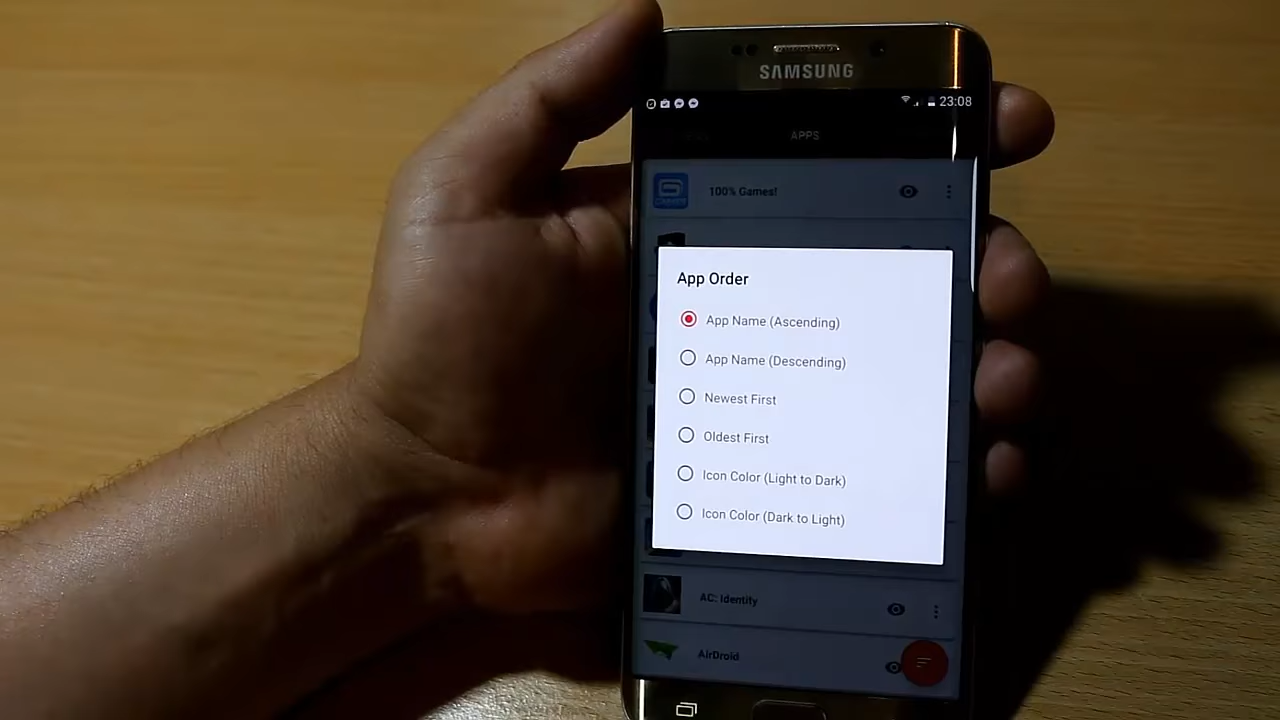 SAMSUNG
23:08
APPS
100% Games!
App Order
App Name (Ascending)
App Name (Descending)
Newest First
Oldest First
Icon Color (Light to Dark)
Icon Color (Dark to Light)
AC: Identity
AirDroid